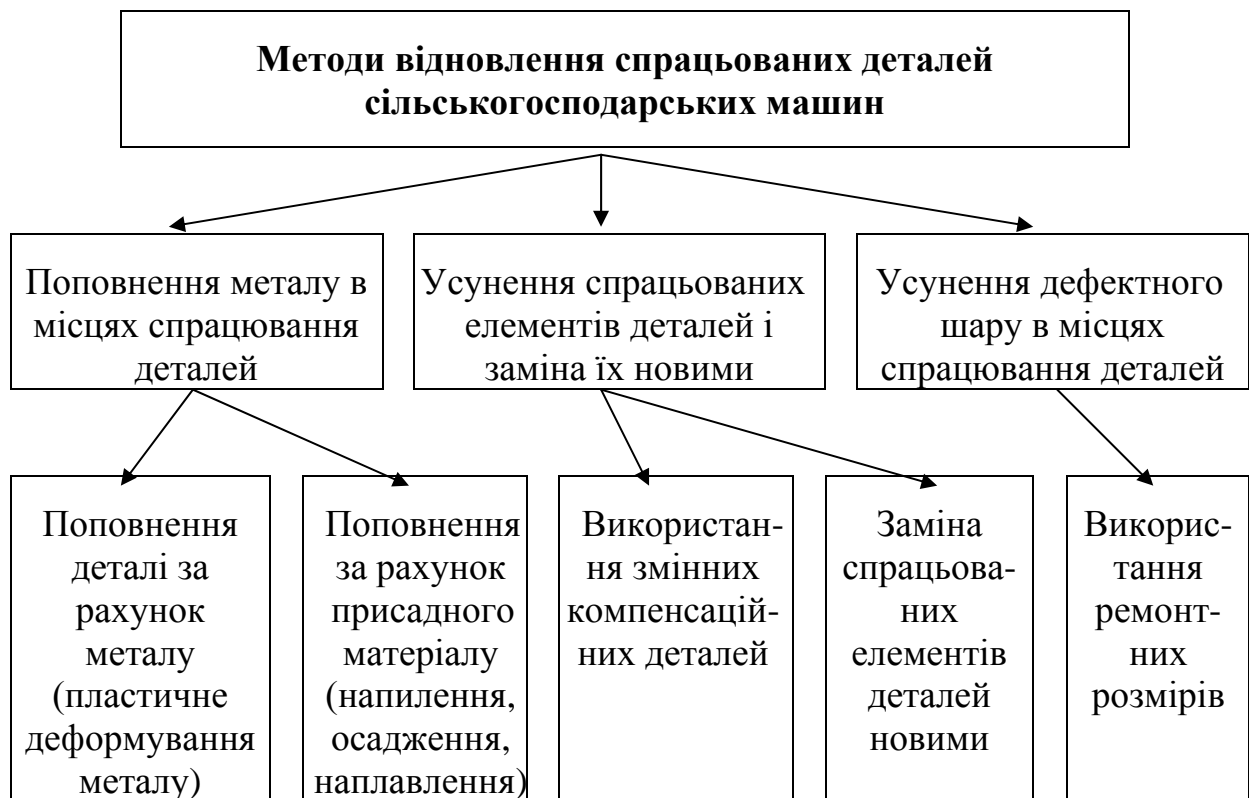 Методи відновлення спрацьованих деталей
сільськогосподарських машин
Поповнення металу в
місцях спрацювання
деталей
Усунення спрацьованих
елементів деталей і
заміна їх новими
Усунення дефектного
шару в місцях
спрацювання деталей
Поповнення
деталі за
рахунок
металу
(пластичне
деформування
металу)
Поповнення
за рахунок
присадного
матеріалу
(напилення,
осадження,
наплавлення)
Використан-
ня змінних
компенсацій-
них деталей
Заміна
спрацьова-
них
елементів
деталей
новими
Викорис-
тання
ремонт-
них
розмірів